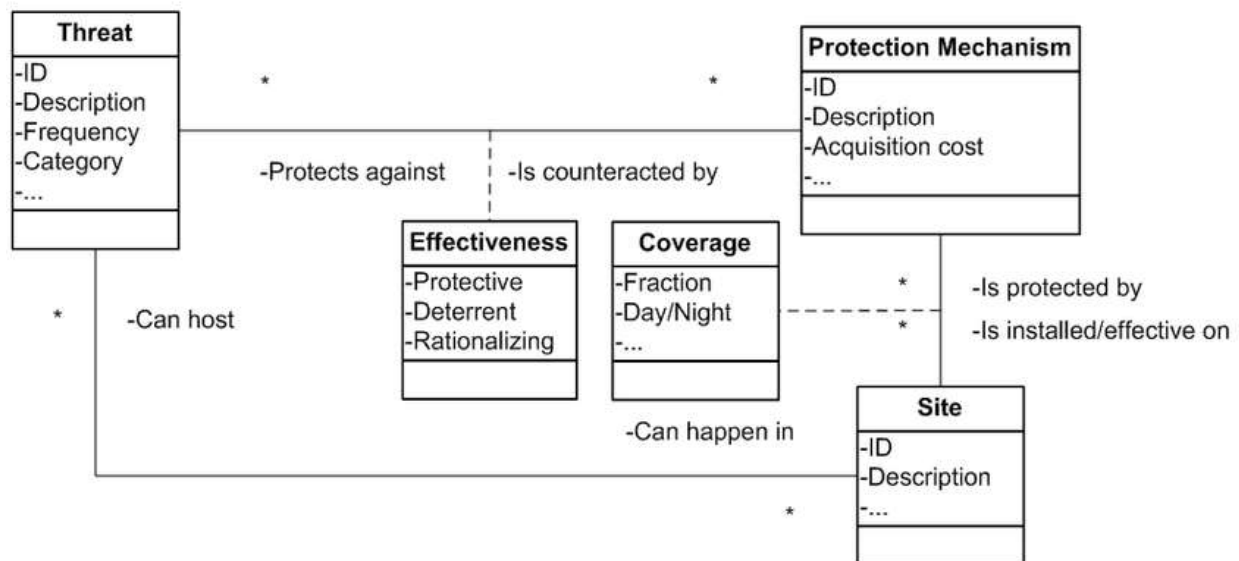 Threat
-ID
-Description
-Frequency
-Category
-...
*
*
Protection Mechanism
-ID
-Description
-Acquisition cost
-...
-Protects against
-Is counteracted by
Effectiveness
-Protective
-Deterrent
-Rationalizing
Coverage
-Fraction
-Day/Night
-...
*
-Is protected by
*
-Is installed/effective on
*
-Can host
-Can happen in
*
Site
-ID
-Description
-...